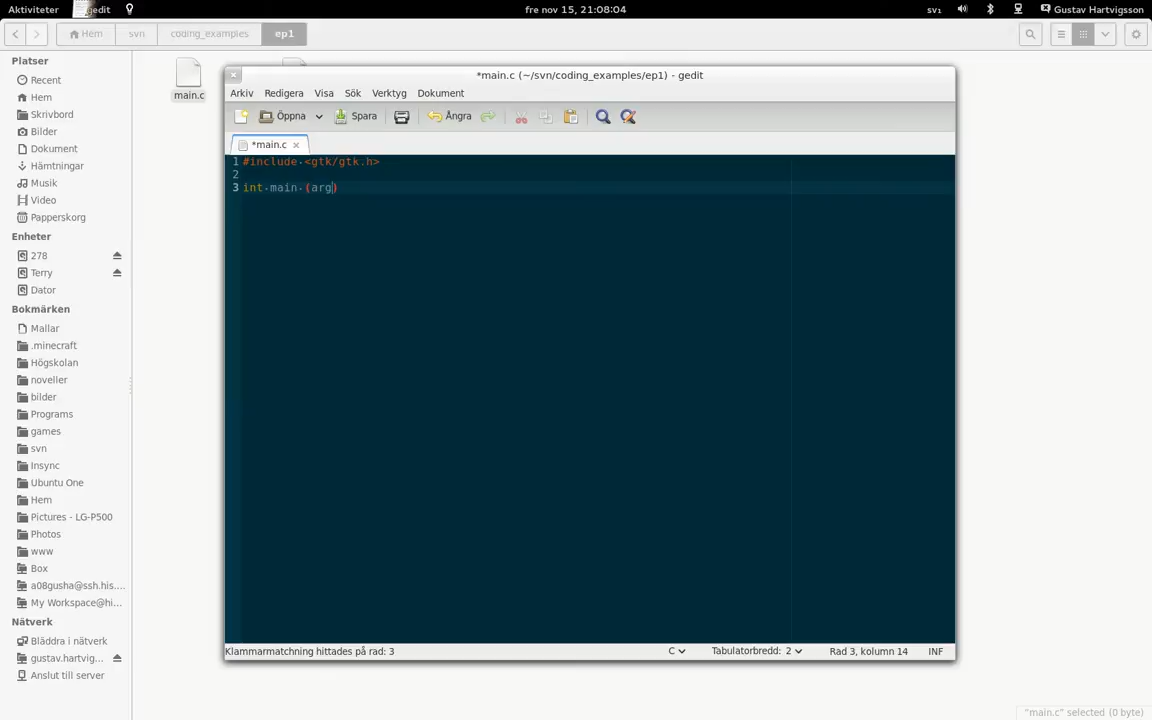 Aktiviteter gedit fre nov 15, 21:08:04 sv₁ Gustav Hartvigsson
Hem svn coding_examples ep1
Platser
Recent
Hem
Skrivbord
Bilder
Dokument
Hämtningar
Musik
Video
Papperskorg
Enheter
278
Terry
Dator
Bokmärken
Mallar
.minecraft
Högskolan
noveller
bilder
Programs
games
svn
Insync
Ubuntu One
Hem
Pictures - LG-P500
Photos
www
Box
a08gusha@ssh.his....
My Workspace@hi...
Nätverk
Bläddra i nätverk
gustav.hartvig...
Anslut till server
main.c
*main.c (~/svn/coding_examples/ep1) - gedit
Arkiv Redigera Visa Sök Verktyg Dokument
Öppna Spara Ångra
*main.c
1 #include·<gtk/gtk.h>
2
3 int·main·(arg)
Klammarmatchning hittades på rad: 3 C Tabulatorbredd: 2 Rad 3, kolumn 14 INF
"main.c" selected (0 byte)